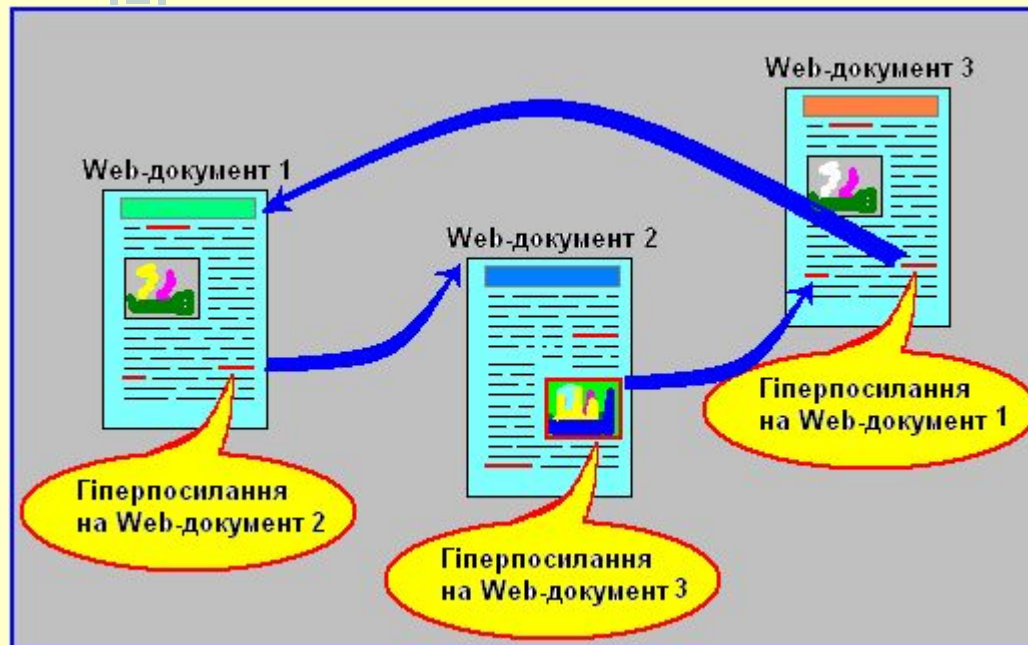 Web-документ 3
Web-документ 1
Web-документ 2
Гіперпосилання
на Web-документ 1
Гіперпосилання
на Web-документ 2
Гіперпосилання
на Web-документ 3